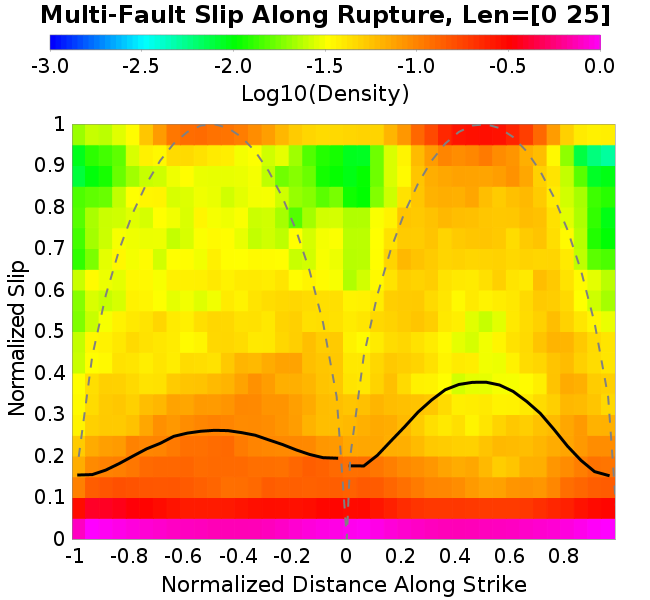 Multi-Fault Slip Along Rupture, Len=[0 25]
-3.0 -2.5 -2.0 -1.5 -1.0 -0.5 0.0
Log10(Density)
1
0.9
0.8
0.7
0.6
0.5
0.4
0.3
0.2
0.1
0
Normalized Slip
-1 -0.8 -0.6 -0.4 -0.2 0 0.2 0.4 0.6 0.8
Normalized Distance Along Strike